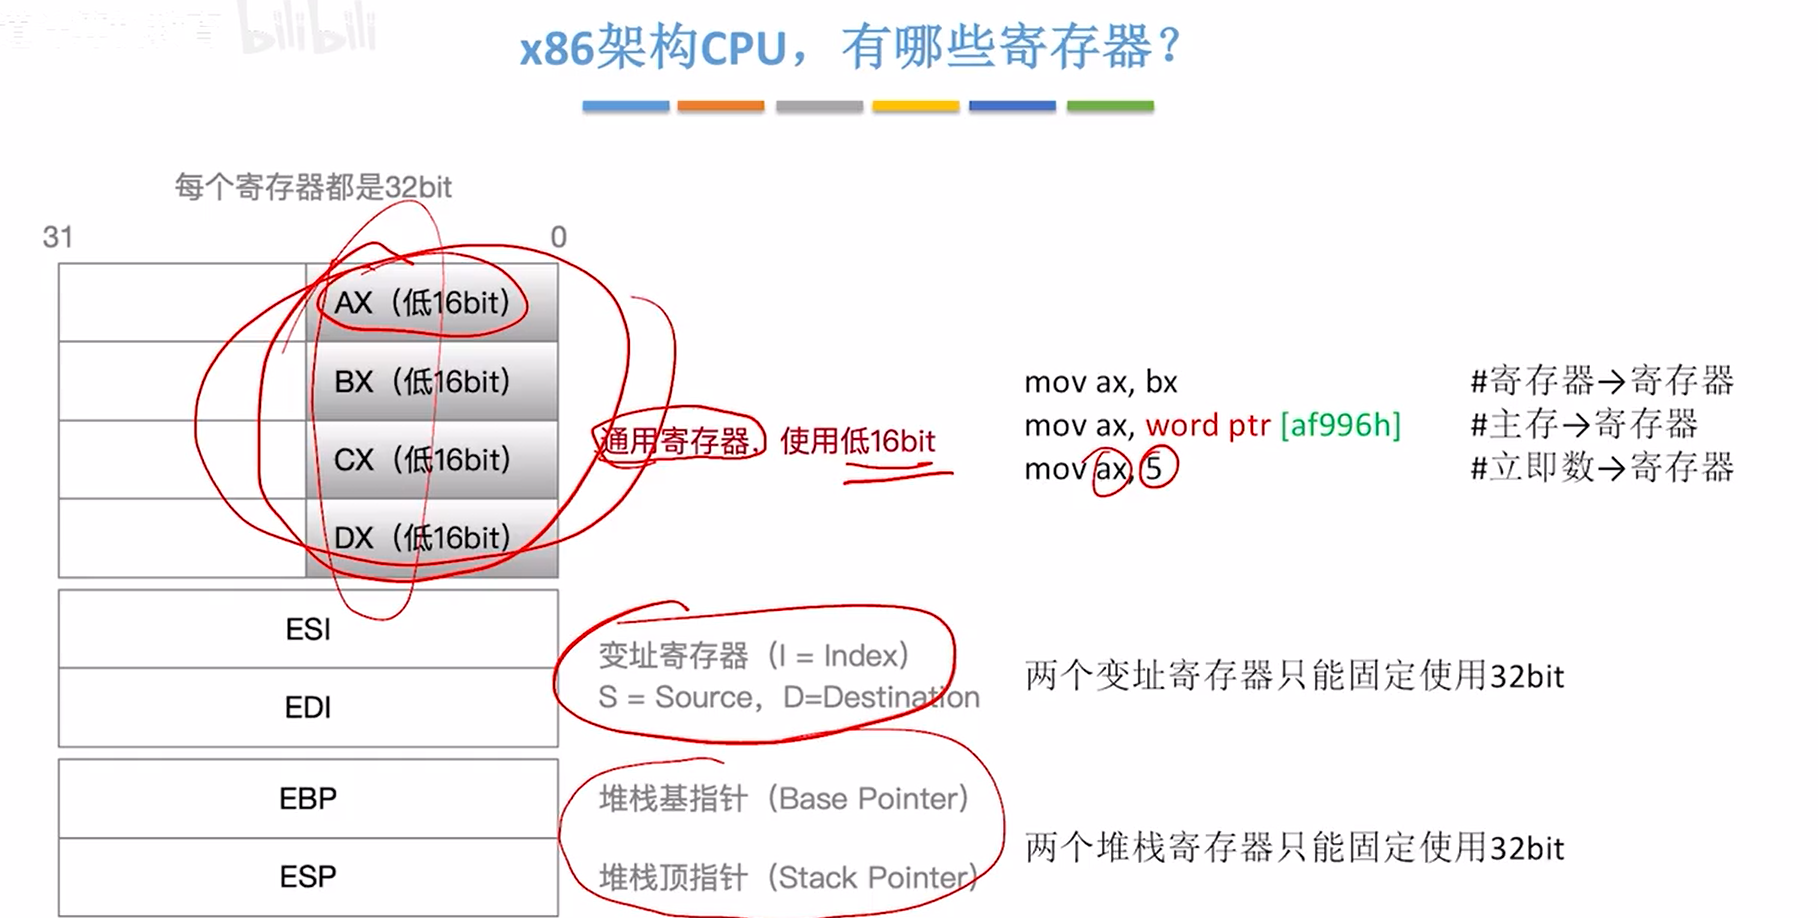 bilibili
x86架构CPU，有哪些寄存器？
每个寄存器都是32bit
31 0
AX（低16bit）
BX（低16bit）
CX（低16bit）
DX（低16bit）
通用寄存器，使用低16bit
mov ax, bx #寄存器→寄存器
mov ax, word ptr [af996h] #主存→寄存器
mov ax, 5 #立即数→寄存器
ESI
EDI
变址寄存器（I = Index）
S = Source，D=Destination
两个变址寄存器只能固定使用32bit
EBP
ESP
堆栈基指针（Base Pointer）
堆栈顶指针（Stack Pointer）
两个堆栈寄存器只能固定使用32bit